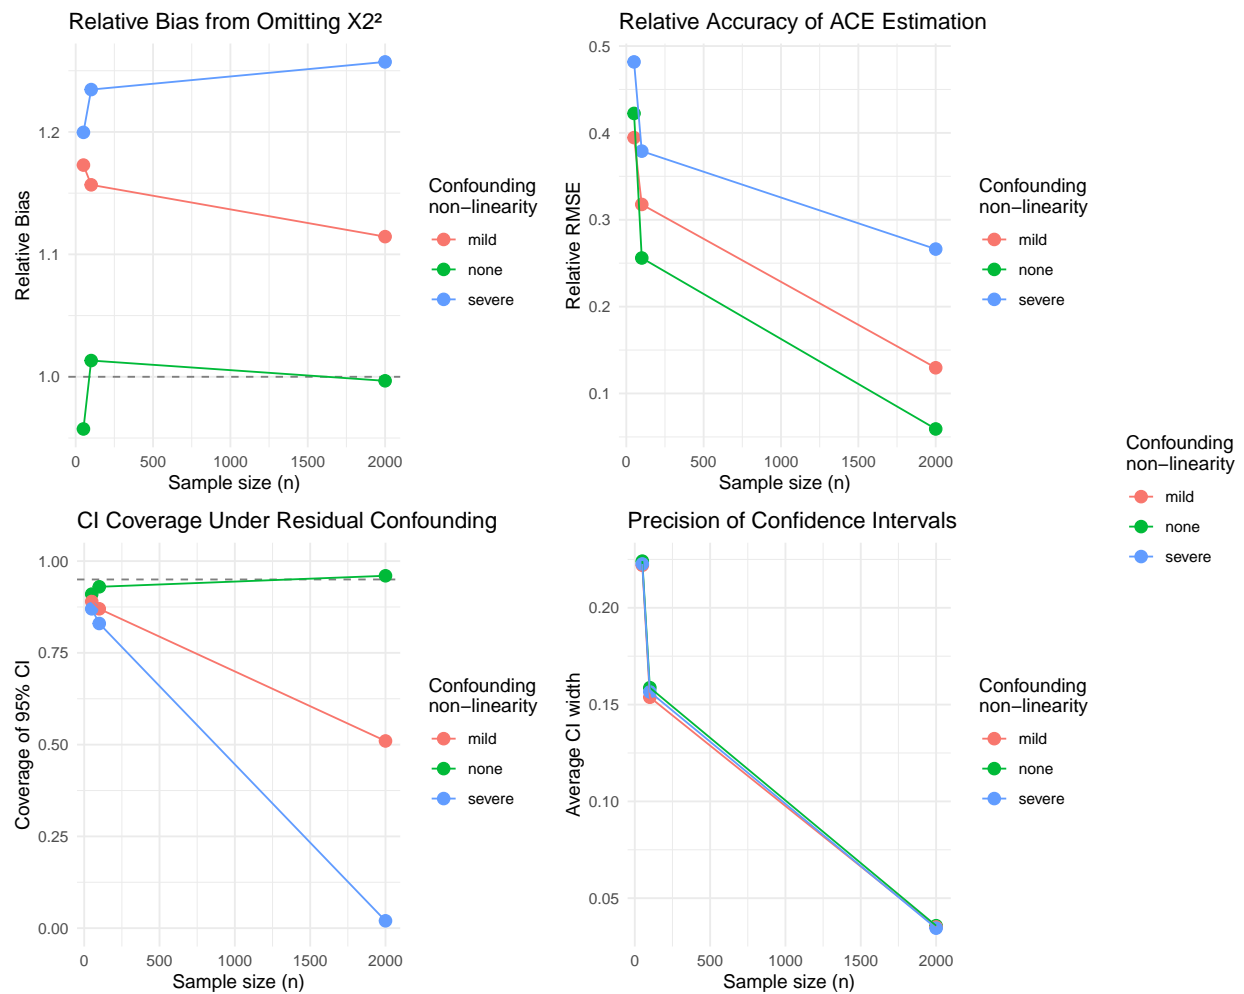 Relative Bias from Omitting X2²
Relative Bias
1.2
1.1
1.0
0
500
1000
1500
2000
Sample size (n)
Confounding
non−linearity
mild
none
severe
Relative Accuracy of ACE Estimation
Relative RMSE
0.5
0.4
0.3
0.2
0.1
0
500
1000
1500
2000
Sample size (n)
Confounding
non−linearity
mild
none
severe
CI Coverage Under Residual Confounding
Coverage of 95% CI
1.00
0.75
0.50
0.25
0.00
0
500
1000
1500
2000
Sample size (n)
Confounding
non−linearity
mild
none
severe
Precision of Confidence Intervals
Average CI width
0.20
0.15
0.10
0.05
0
500
1000
1500
2000
Sample size (n)
Confounding
non−linearity
mild
none
severe
Confounding
non−linearity
mild
none
severe